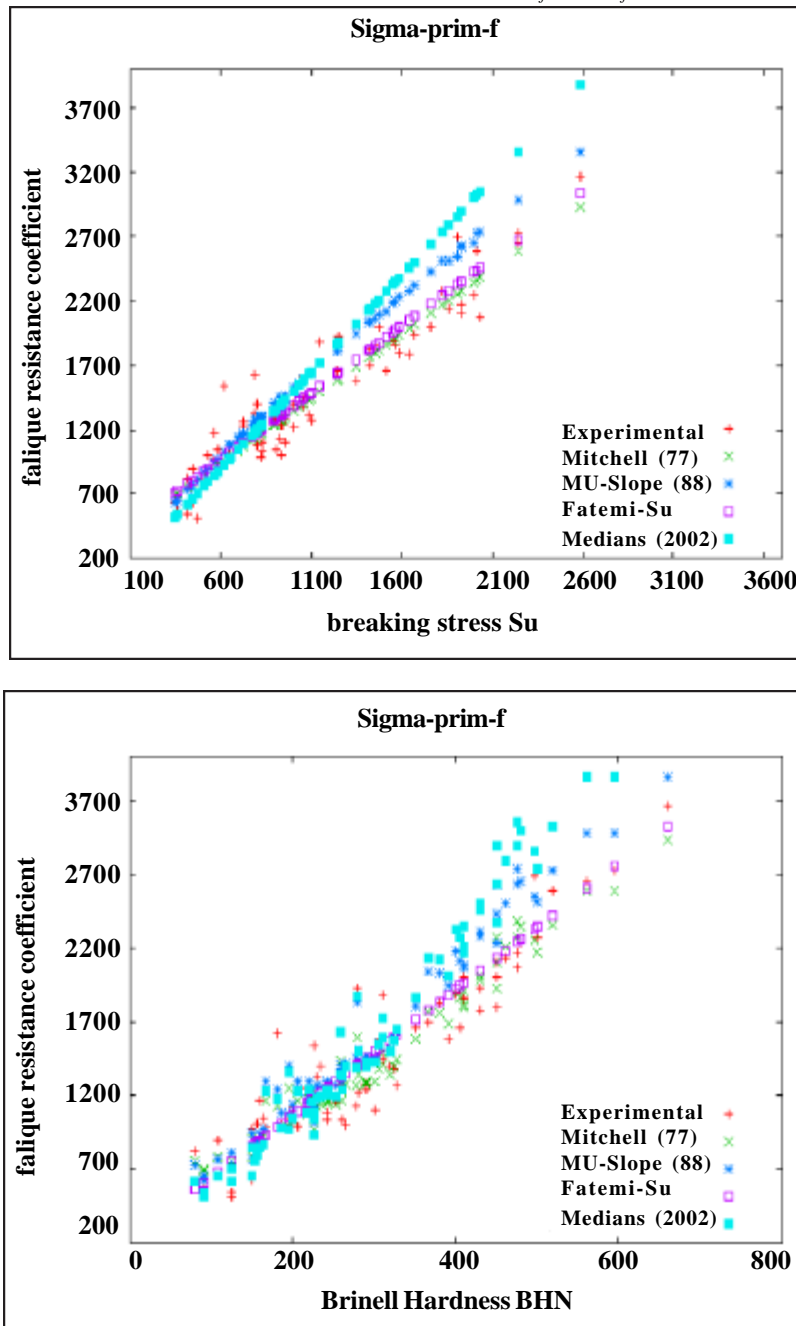 Sigma-prim-f
3700
3200
2700
2200
1700
1200
700
200
falique resistance coefficient
Experimental
Mitchell (77)
MU-Slope (88)
Fatemi-Su
Medians (2002)
100 600 1100 1600 2100 2600 3100 3600
breaking stress Su
Sigma-prim-f
3700
2700
2200
1700
1200
700
200
falique resistance coefficient
Experimental
Mitchell (77)
MU-Slope (88)
Fatemi-Su
Medians (2002)
0 200 400 600 800
Brinell Hardness BHN